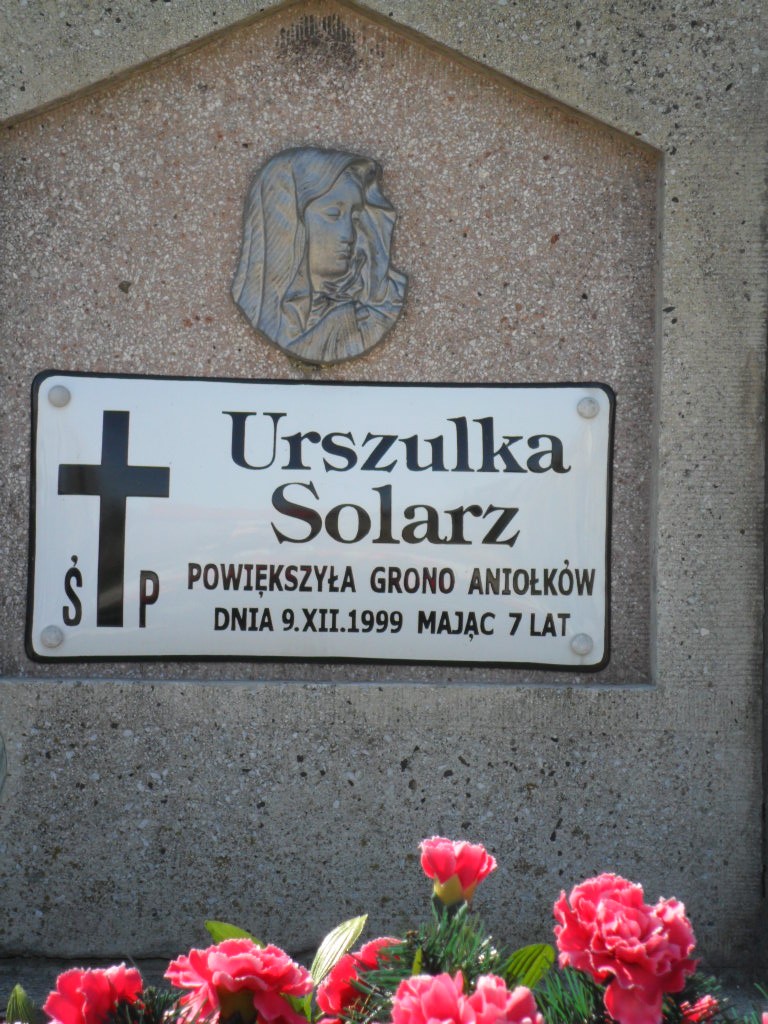 Urszulka
Solarz
Ś P
POWIĘKSZYŁA GRONO ANIOŁKÓW
DNIA 9.XII.1999 MAJĄC 7 LAT